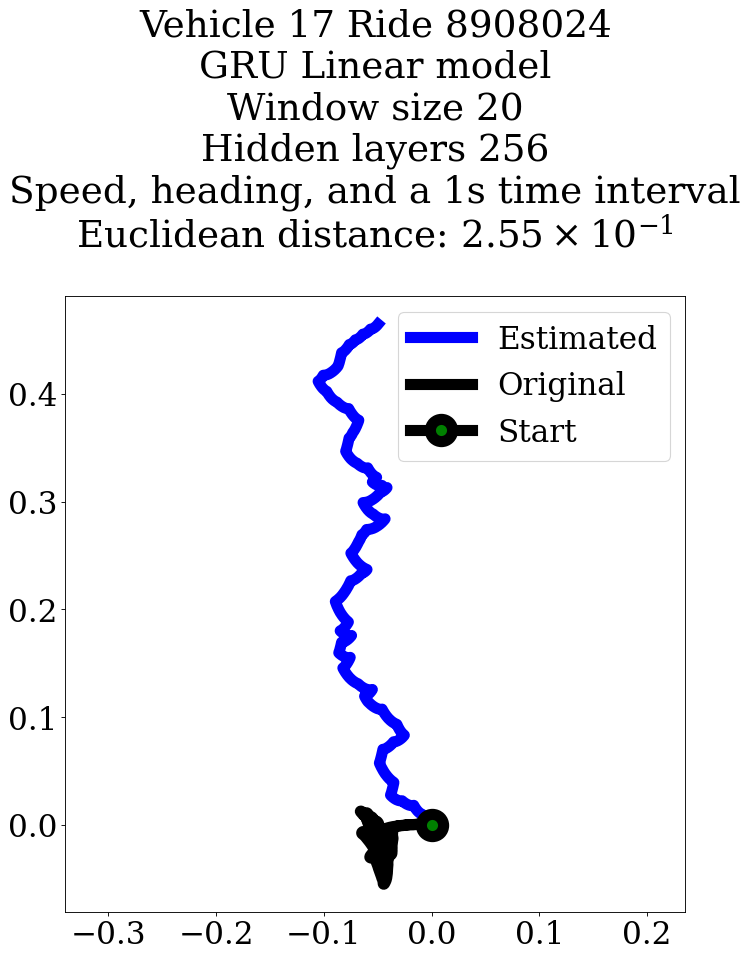 Vehicle 17 Ride 8908024
GRU Linear model
Window size 20
Hidden layers 256
Speed, heading, and a 1s time interval
Euclidean distance: 2.55 × 10⁻¹
Estimated
Original
Start
0.4
0.3
0.2
0.1
0.0
−0.3 −0.2 −0.1 0.0 0.1 0.2